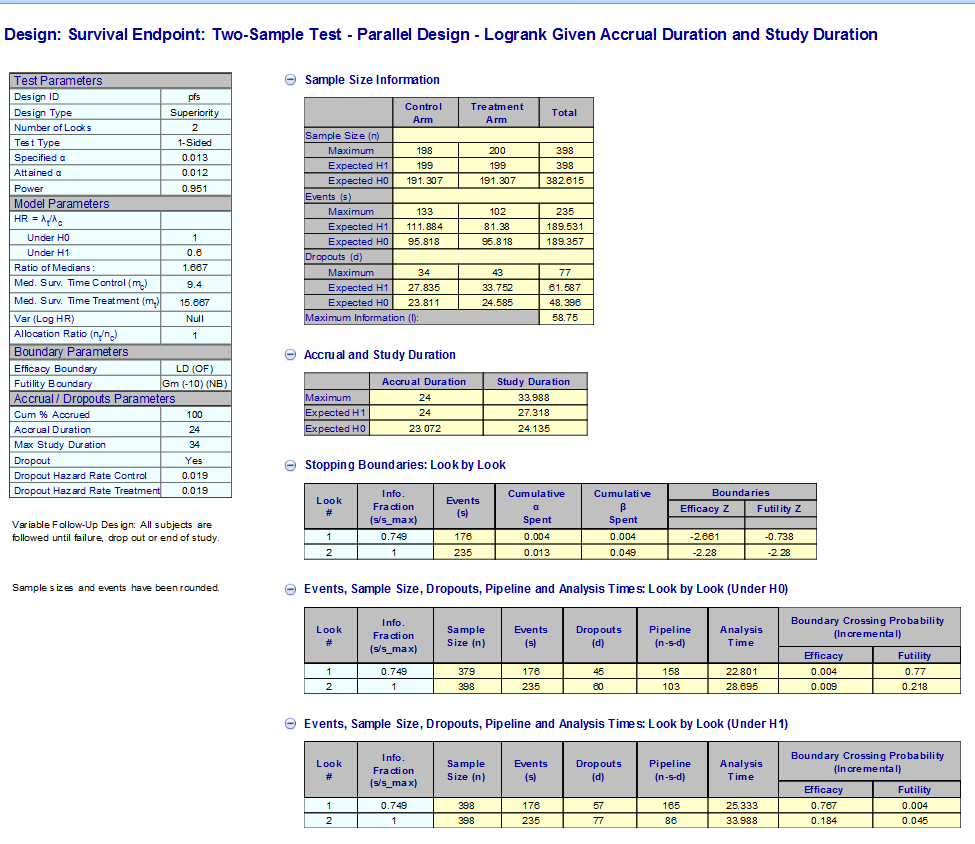 Design: Survival Endpoint: Two-Sample Test - Parallel Design - Logrank Given Accrual Duration and Study Duration
Test Parameters
Design ID pfs
Design Type Superiority
Number of Looks 2
Test Type 1-Sided
Specified α 0.013
Attained α 0.012
Power 0.951
Model Parameters
HR = λt/λc
Under H0 1
Under H1 0.6
Ratio of Medians: 1.667
Med. Surv. Time Control (mc) 9.4
Med. Surv. Time Treatment (mt) 15.667
Var (Log HR) Null
Allocation Ratio (nt/nc) 1
Boundary Parameters
Efficacy Boundary LD (OF)
Futility Boundary Gm (-10) (NB)
Accrual / Dropouts Parameters
Cum % Accrued 100
Accrual Duration 24
Max Study Duration 34
Dropout Yes
Dropout Hazard Rate Control 0.019
Dropout Hazard Rate Treatment 0.019
Variable Follow-Up Design: All subjects are
followed until failure, drop out or end of study.
Sample sizes and events have been rounded.
Sample Size Information
Control Arm Treatment Arm Total
Sample Size (n)
Maximum 198 200 398
Expected H1 199 199 398
Expected H0 191.307 191.307 382.615
Events (s)
Maximum 133 102 235
Expected H1 111.884 81.38 189.531
Expected H0 95.818 95.818 189.357
Dropouts (d)
Maximum 34 43 77
Expected H1 27.835 33.752 61.587
Expected H0 23.811 24.585 48.396
Maximum Information (I): 58.75
Accrual and Study Duration
Accrual Duration Study Duration
Maximum 24 33.988
Expected H1 24 27.318
Expected H0 23.072 24.135
Stopping Boundaries: Look by Look
Look # Info. Fraction (s/s_max) Events (s) Cumulative α Spent Cumulative β Spent Boundaries
Efficacy Z Futility Z
1 0.749 176 0.004 0.004 -2.661 -0.738
2 1 235 0.013 0.049 -2.28 -2.28
Events, Sample Size, Dropouts, Pipeline and Analysis Times: Look by Look (Under H0)
Look # Info. Fraction (s/s_max) Sample Size (n) Events (s) Dropouts (d) Pipeline (n-s-d) Analysis Time Boundary Crossing Probability (Incremental)
Efficacy Futility
1 0.749 379 176 45 158 22.801 0.004 0.77
2 1 398 235 60 103 28.695 0.009 0.218
Events, Sample Size, Dropouts, Pipeline and Analysis Times: Look by Look (Under H1)
Look # Info. Fraction (s/s_max) Sample Size (n) Events (s) Dropouts (d) Pipeline (n-s-d) Analysis Time Boundary Crossing Probability (Incremental)
Efficacy Futility
1 0.749 398 176 57 165 25.333 0.767 0.004
2 1 398 235 77 86 33.988 0.184 0.045